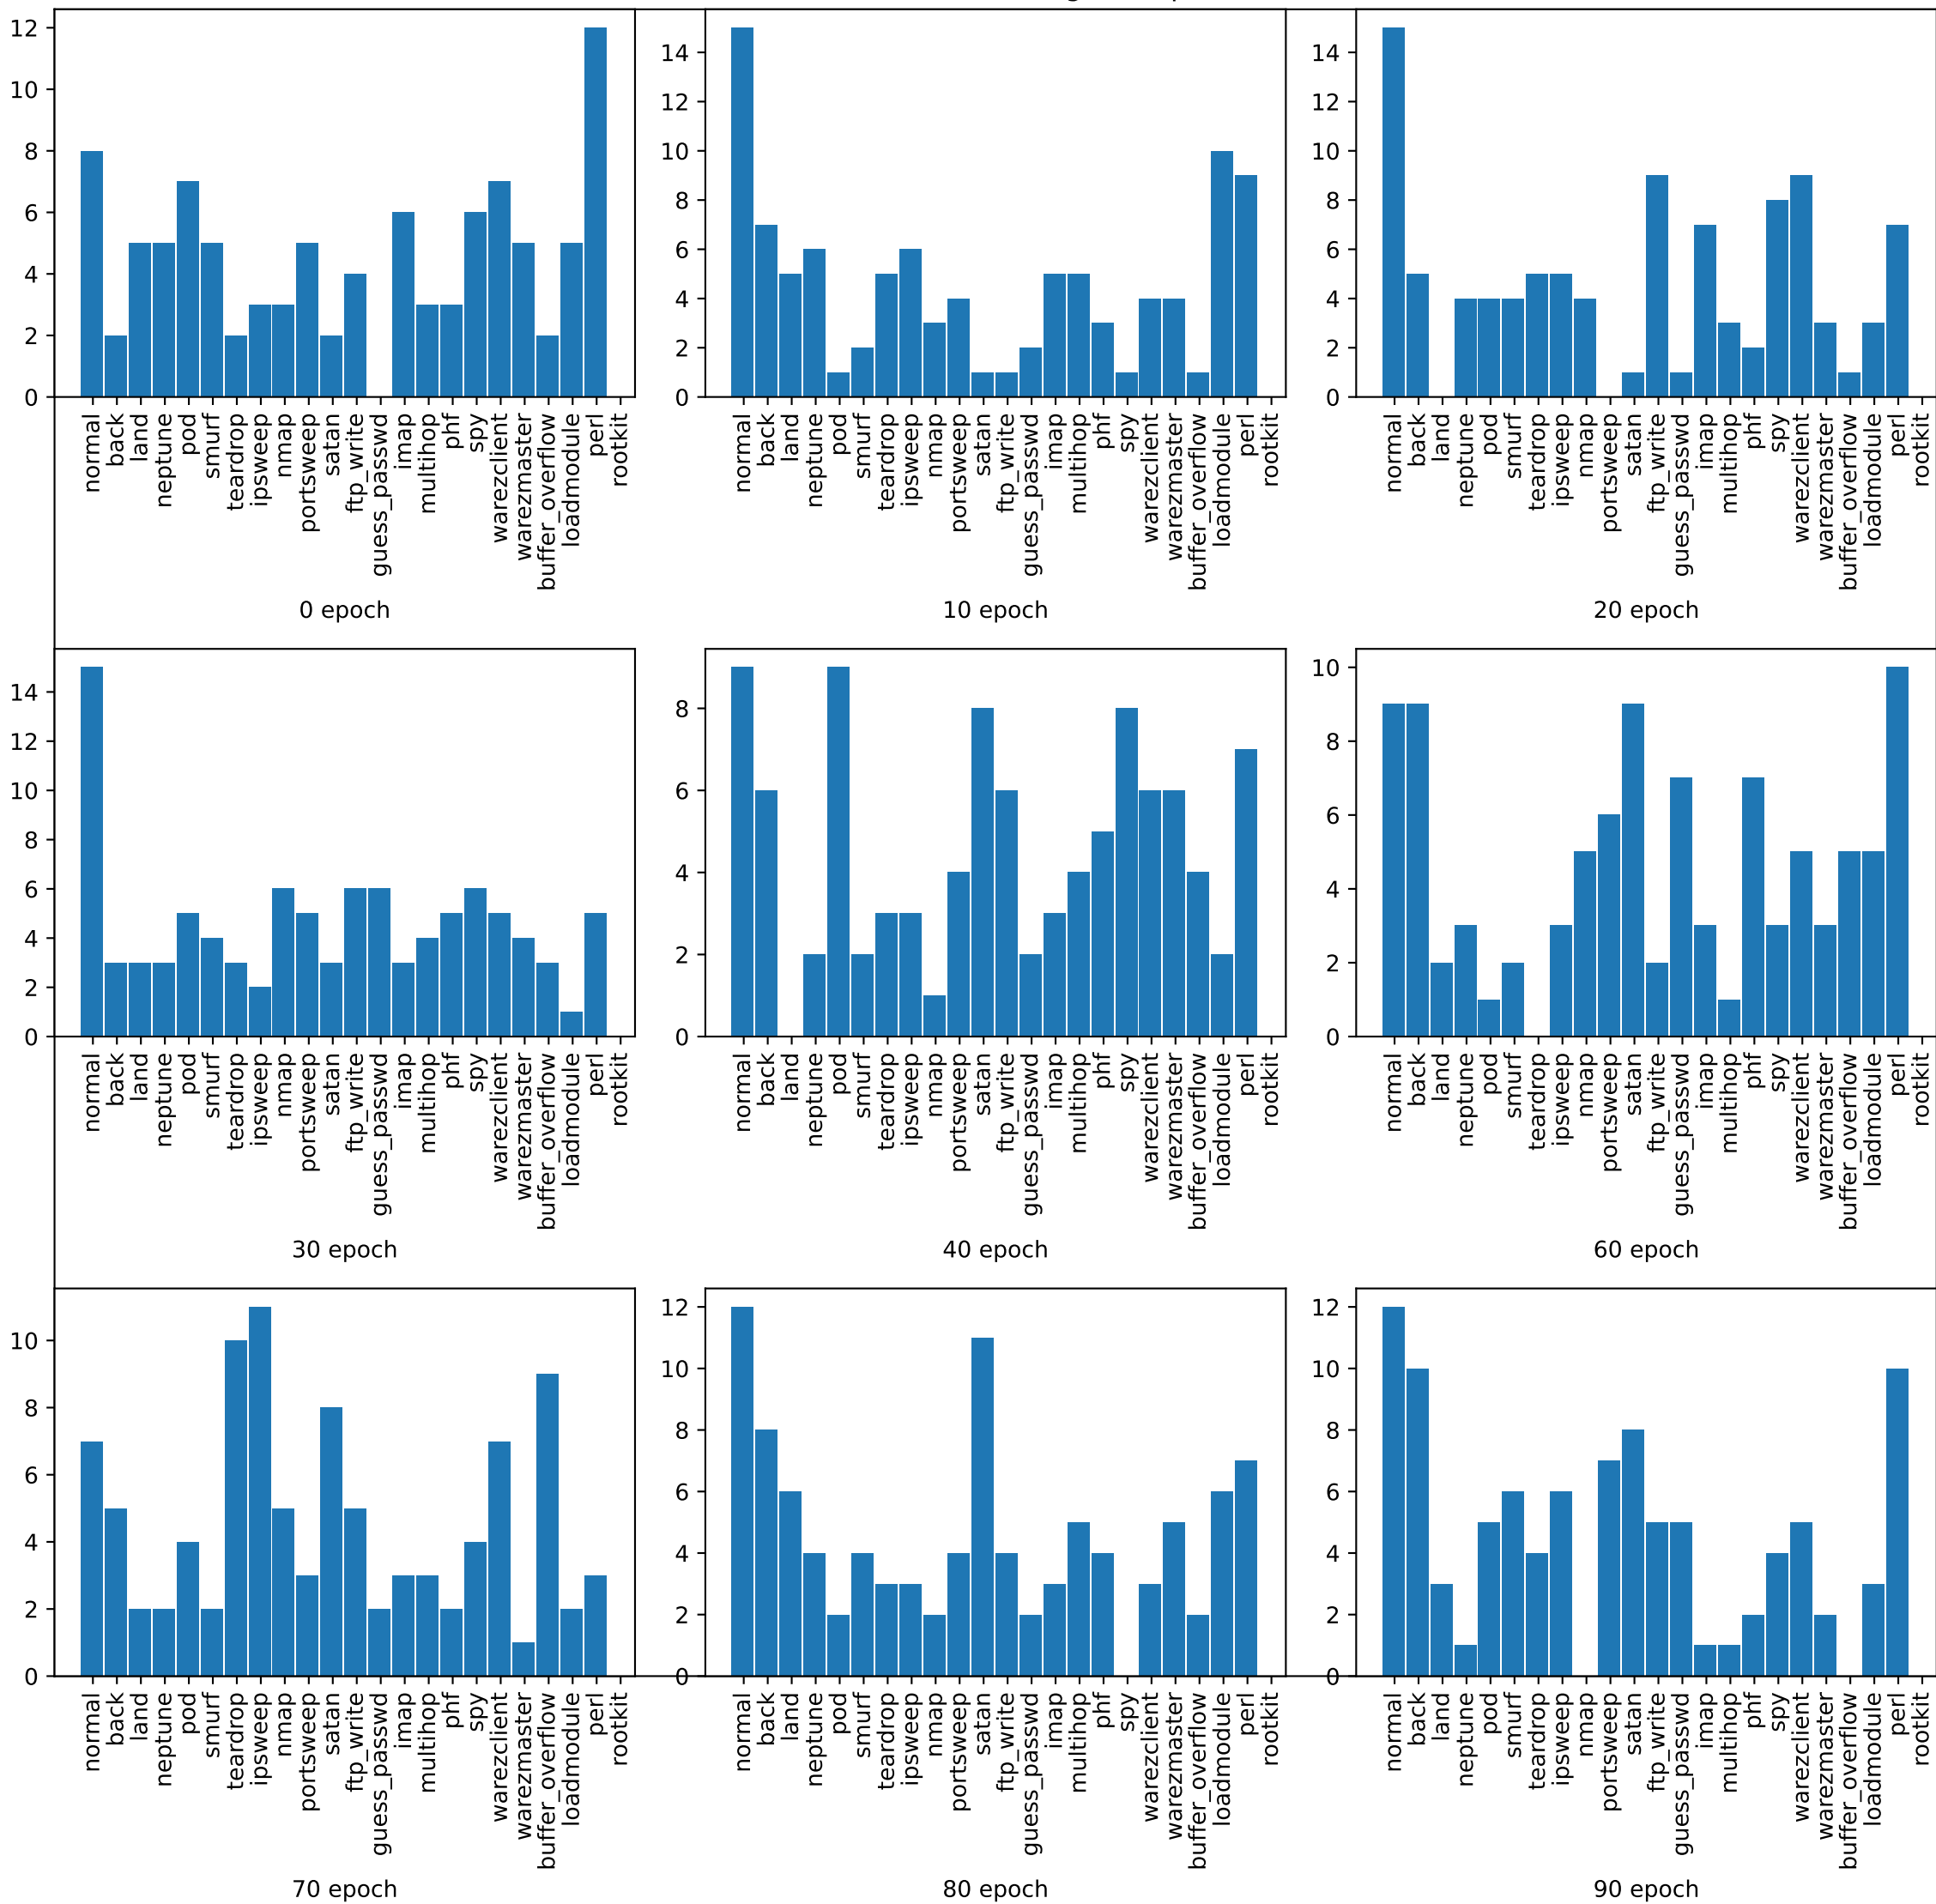 12
10
8
6
4
2
0
normal
back
land
neptune
pod
smurf
teardrop
ipsweep
nmap
portsweep
satan
ftp_write
guess_passwd
imap
multihop
phf
spy
warezclient
warezmaster
buffer_overflow
loadmodule
perl
rootkit
0 epoch
14
12
10
8
6
4
2
0
normal
back
land
neptune
pod
smurf
teardrop
ipsweep
nmap
portsweep
satan
ftp_write
guess_passwd
imap
multihop
phf
spy
warezclient
warezmaster
buffer_overflow
loadmodule
perl
rootkit
10 epoch
14
12
10
8
6
4
2
0
normal
back
land
neptune
pod
smurf
teardrop
ipsweep
nmap
portsweep
satan
ftp_write
guess_passwd
imap
multihop
phf
spy
warezclient
warezmaster
buffer_overflow
loadmodule
perl
rootkit
20 epoch
14
12
10
8
6
4
2
0
normal
back
land
neptune
pod
smurf
teardrop
ipsweep
nmap
portsweep
satan
ftp_write
guess_passwd
imap
multihop
phf
spy
warezclient
warezmaster
buffer_overflow
loadmodule
perl
rootkit
30 epoch
8
6
4
2
0
normal
back
land
neptune
pod
smurf
teardrop
ipsweep
nmap
portsweep
satan
ftp_write
guess_passwd
imap
multihop
phf
spy
warezclient
warezmaster
buffer_overflow
loadmodule
perl
rootkit
40 epoch
10
8
6
4
2
0
normal
back
land
neptune
pod
smurf
teardrop
ipsweep
nmap
portsweep
satan
ftp_write
guess_passwd
imap
multihop
phf
spy
warezclient
warezmaster
buffer_overflow
loadmodule
perl
rootkit
60 epoch
10
8
6
4
2
0
normal
back
land
neptune
pod
smurf
teardrop
ipsweep
nmap
portsweep
satan
ftp_write
guess_passwd
imap
multihop
phf
spy
warezclient
warezmaster
buffer_overflow
loadmodule
perl
rootkit
70 epoch
12
10
8
6
4
2
0
normal
back
land
neptune
pod
smurf
teardrop
ipsweep
nmap
portsweep
satan
ftp_write
guess_passwd
imap
multihop
phf
spy
warezclient
warezmaster
buffer_overflow
loadmodule
perl
rootkit
80 epoch
12
10
8
6
4
2
0
normal
back
land
neptune
pod
smurf
teardrop
ipsweep
nmap
portsweep
satan
ftp_write
guess_passwd
imap
multihop
phf
spy
warezclient
warezmaster
buffer_overflow
loadmodule
perl
rootkit
90 epoch